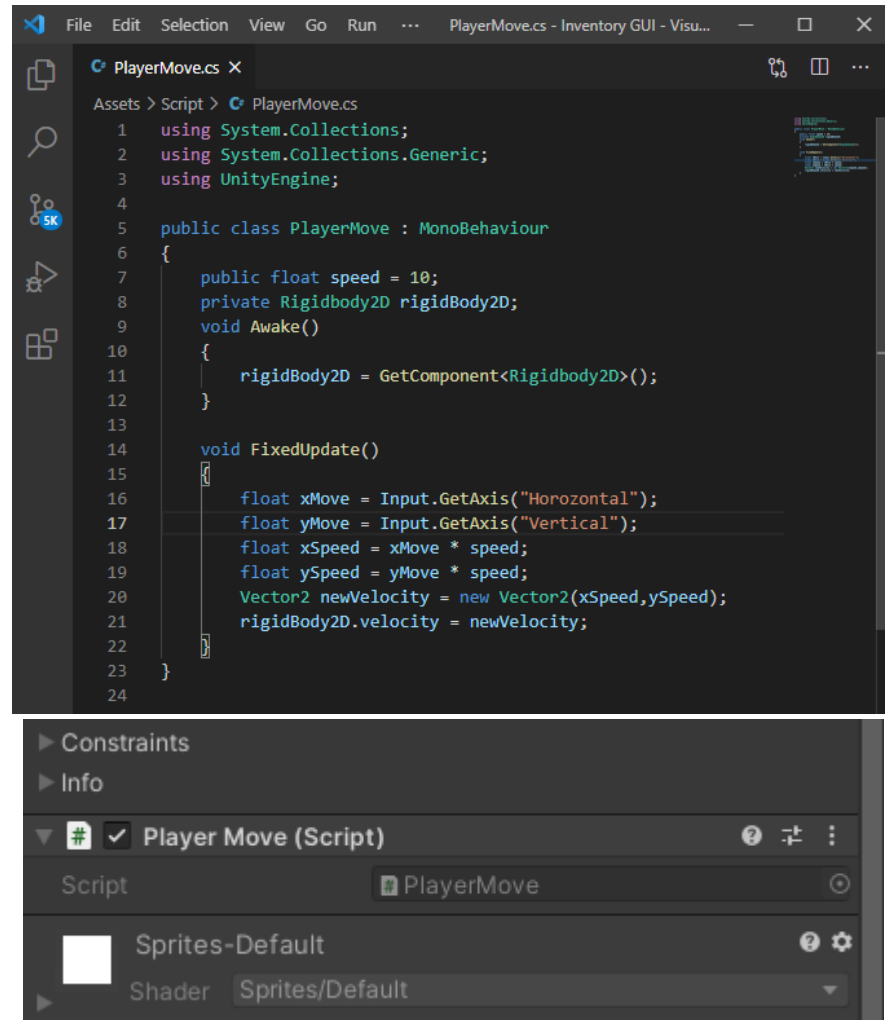 File Edit Selection View Go Run ··· PlayerMove.cs - Inventory GUI - Visu...
PlayerMove.cs
Assets > Script > PlayerMove.cs
1 using System.Collections;
2 using System.Collections.Generic;
3 using UnityEngine;
4
5 public class PlayerMove : MonoBehaviour
6 {
7 public float speed = 10;
8 private Rigidbody2D rigidBody2D;
9 void Awake()
10 {
11 rigidBody2D = GetComponent<Rigidbody2D>();
12 }
13
14 void FixedUpdate()
15 {
16 float xMove = Input.GetAxis("Horozontal");
17 float yMove = Input.GetAxis("Vertical");
18 float xSpeed = xMove * speed;
19 float ySpeed = yMove * speed;
20 Vector2 newVelocity = new Vector2(xSpeed,ySpeed);
21 rigidBody2D.velocity = newVelocity;
22 }
23 }
24
5K
Constraints
Info
# Player Move (Script)
Script # PlayerMove
Sprites-Default
Shader Sprites/Default